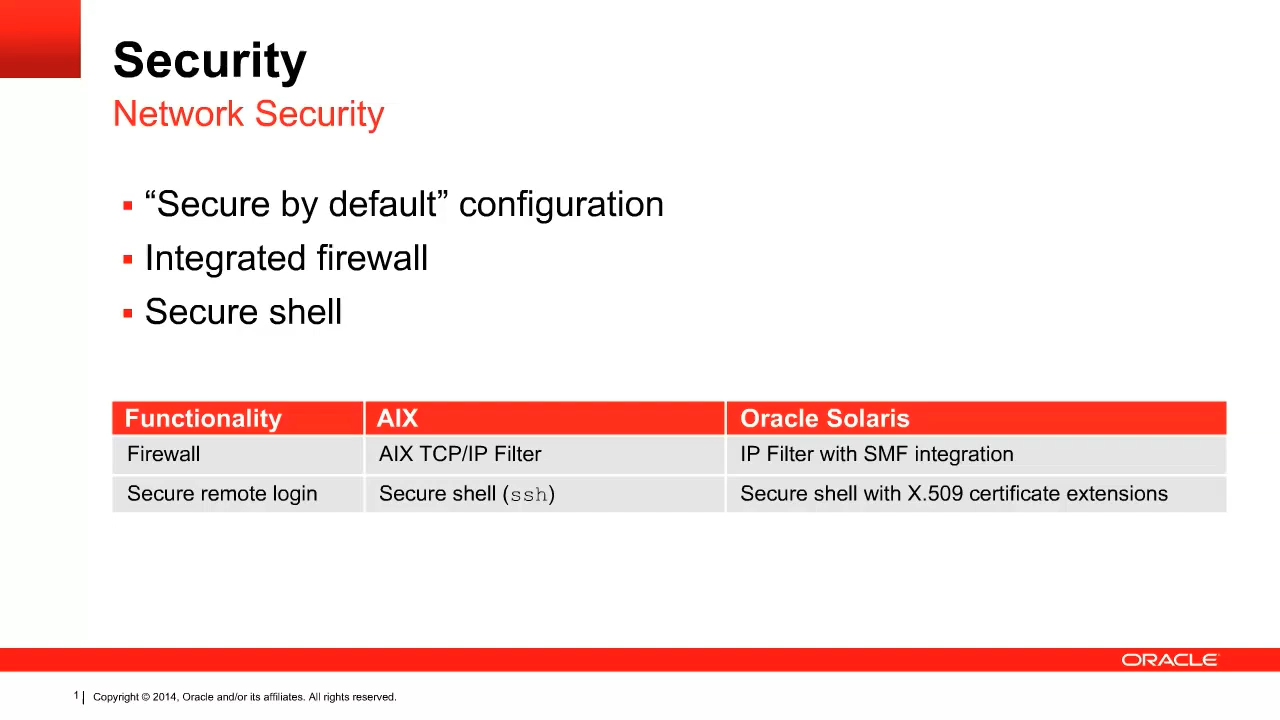 Security
Network Security
▪ “Secure by default” configuration
▪ Integrated firewall
▪ Secure shell
Functionality AIX Oracle Solaris
Firewall AIX TCP/IP Filter IP Filter with SMF integration
Secure remote login Secure shell (ssh) Secure shell with X.509 certificate extensions
ORACLE
1 | Copyright © 2014, Oracle and/or its affiliates. All rights reserved.